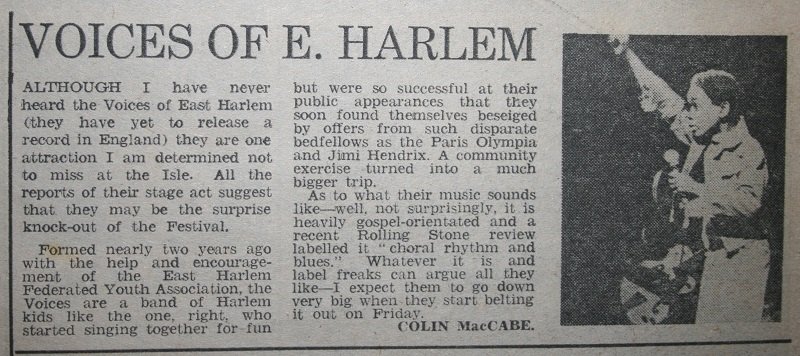 VOICES OF E. HARLEM
ALTHOUGH I have never
heard the Voices of East Harlem
(they have yet to release a
record in England) they are one
attraction I am determined not
to miss at the Isle. All the
reports of their stage act suggest
that they may be the surprise
knock-out of the Festival.
Formed nearly two years ago
with the help and encourage-
ment of the East Harlem
Federated Youth Association, the
Voices are a band of Harlem
kids like the one, right, who
started singing together for fun
but were so successful at their
public appearances that they
soon found themselves beseiged
by offers from such disparate
bedfellows as the Paris Olympia
and Jimi Hendrix. A community
exercise turned into a much
bigger trip.
As to what their music sounds
like—well, not surprisingly, it is
heavily gospel-orientated and a
recent Rolling Stone review
labelled it "choral rhythm and
blues." Whatever it is and
label freaks can argue all they
like—I expect them to go down
very big when they start belting
it out on Friday.
COLIN MacCABE.